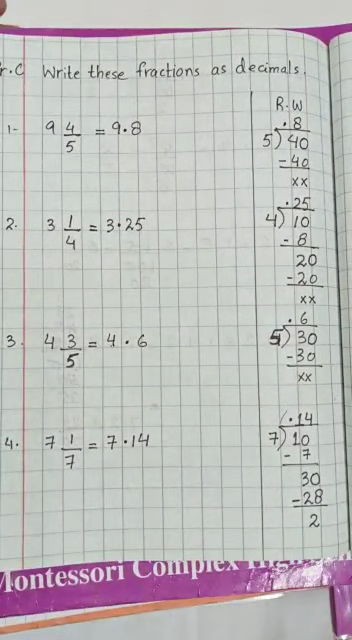 r.C Write these fractions as decimals.
R.W
1- 9 4/5 = 9.8
.8
5)40
-40
xx
2. 3 1/4 = 3.25
.25
4)10
-8
20
-20
xx
3. 4 3/5 = 4.6
.6
5)30
-30
xx
4. 7 1/7 = 7.14
.14
7)10
-7
30
-28
2
Montessori Complex